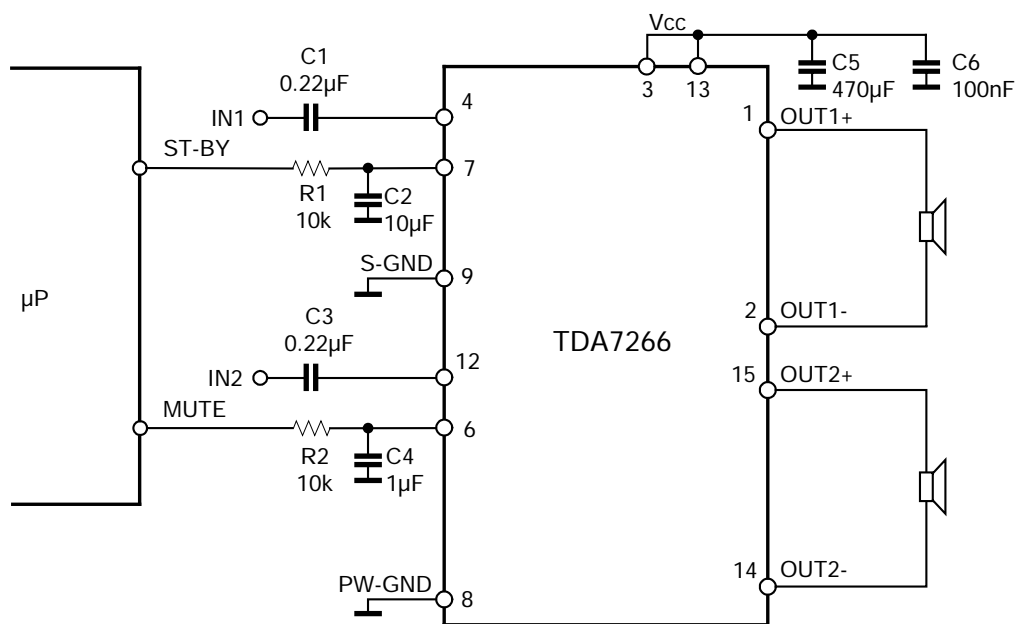 Vcc
C1
0.22µF
C5
470µF
C6
100nF
3
13
4
IN1
1
OUT1+
ST-BY
7
R1
10k
C2
10µF
S-GND
9
µP
C3
0.22µF
2
OUT1-
TDA7266
12
IN2
15
OUT2+
MUTE
6
R2
10k
C4
1µF
14
OUT2-
PW-GND
8